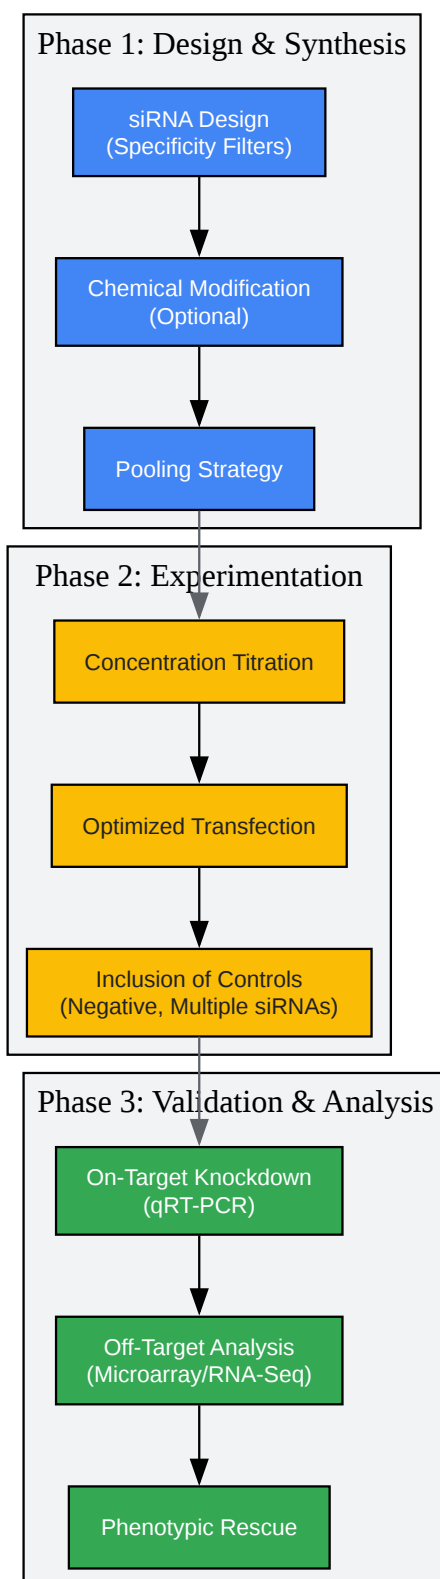 Phase 1: Design & Synthesis
siRNA Design
(Specificity Filters)
Chemical Modification
(Optional)
Pooling Strategy
Phase 2: Experimentation
Concentration Titration
Optimized Transfection
Inclusion of Controls
(Negative, Multiple siRNAs)
Phase 3: Validation & Analysis
On-Target Knockdown
(qRT-PCR)
Off-Target Analysis
(Microarray/RNA-Seq)
Phenotypic Rescue